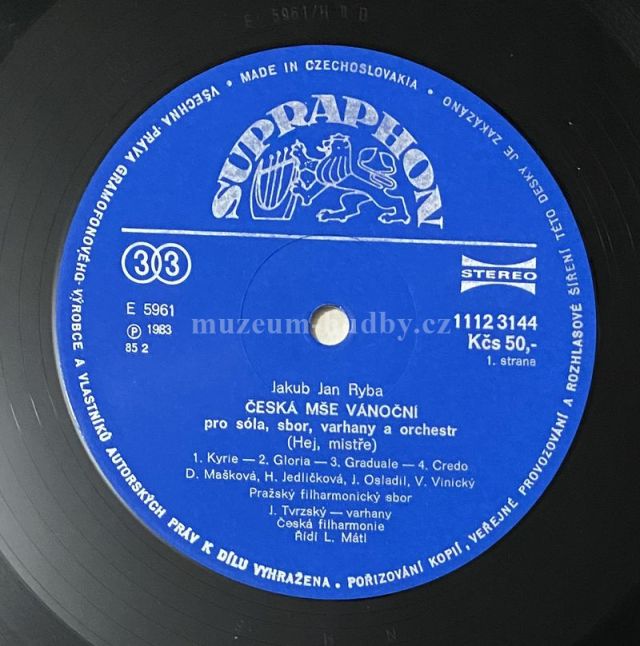 E 5961/H II D
VŠECHNA PRÁVA GRAMOFONOVÉHO VÝROBCE A VLASTNÍKŮ AUTORSKÝCH PRÁV K DÍLU VYHRAŽENA • POŘIZOVÁNÍ KOPIÍ, VEŘEJNÉ PROVOZOVÁNÍ A ROZHLASOVÉ ŠÍŘENÍ TÉTO DESKY JE ZAKÁZÁNO
• MADE IN CZECHOSLOVAKIA •
SUPRAPHON
33
STEREO
E 5961
℗ 1983
85 2
muzeum hudby.cz
1112 3144
Kčs 50,-
1. strana
Jakub Jan Ryba
ČESKÁ MŠE VÁNOČNÍ
pro sóla, sbor, varhany a orchestr
(Hej, mistře)
1. Kyrie — 2. Gloria — 3. Graduale — 4. Credo
D. Mašková, H. Jedličková, J. Osladil, V. Vinický
Pražský filharmonický sbor
J. Tvrzský — varhany
Česká filharmonie
Řídí L. Mátl